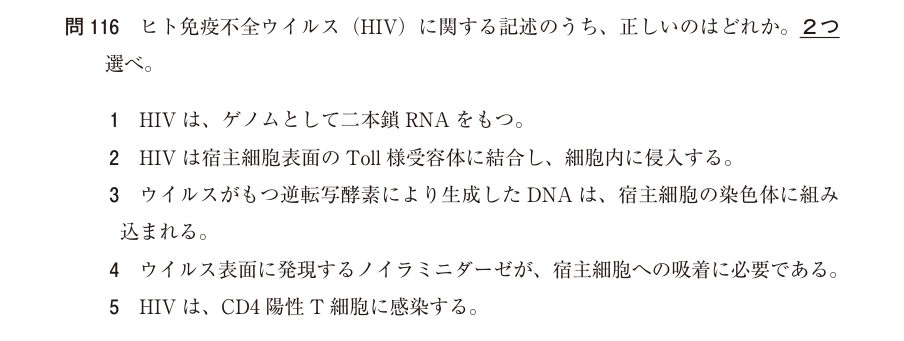 問 116 ヒト免疫不全ウイルス（HIV）に関する記述のうち、正しいのはどれか。２つ
選べ。
1 HIV は、ゲノムとして二本鎖 RNA をもつ。
2 HIV は宿主細胞表面の Toll 様受容体に結合し、細胞内に侵入する。
3 ウイルスがもつ逆転写酵素により生成した DNA は、宿主細胞の染色体に組み
込まれる。
4 ウイルス表面に発現するノイラミニダーゼが、宿主細胞への吸着に必要である。
5 HIV は、CD4 陽性 T 細胞に感染する。